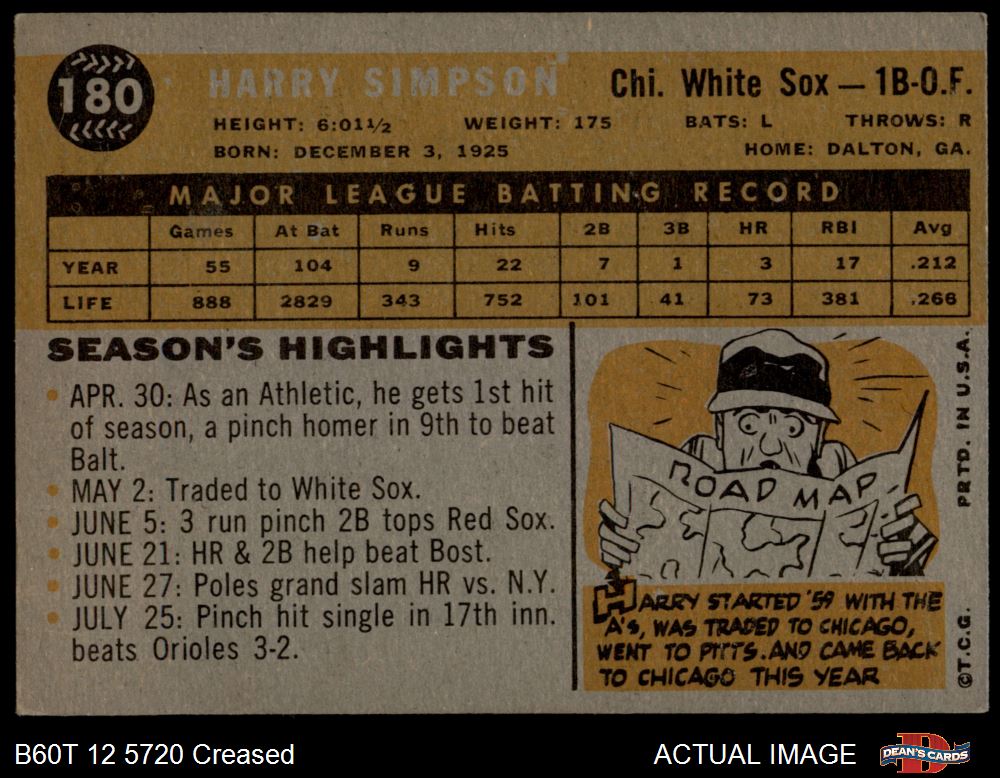 180
HARRY SIMPSON
Chi. White Sox — 1B-O.F.
HEIGHT: 6:01½ WEIGHT: 175 BATS: L THROWS: R
BORN: DECEMBER 3, 1925 HOME: DALTON, GA.
MAJOR LEAGUE BATTING RECORD
Games At Bat Runs Hits 2B 3B HR RBI Avg
YEAR 55 104 9 22 7 1 3 17 .212
LIFE 888 2829 343 752 101 41 73 381 .266
SEASON'S HIGHLIGHTS
• APR. 30: As an Athletic, he gets 1st hit
of season, a pinch homer in 9th to beat
Balt.
• MAY 2: Traded to White Sox.
• JUNE 5: 3 run pinch 2B tops Red Sox.
• JUNE 21: HR & 2B help beat Bost.
• JUNE 27: Poles grand slam HR vs. N.Y.
• JULY 25: Pinch hit single in 17th inn.
beats Orioles 3-2.
ROAD MAP
HARRY STARTED '59 WITH THE
A'S, WAS TRADED TO CHICAGO,
WENT TO PITTS. AND CAME BACK
TO CHICAGO THIS YEAR
©T.C.G. PRTD. IN U.S.A.
B60T 12 5720 Creased
ACTUAL IMAGE
DEAN'S CARDS